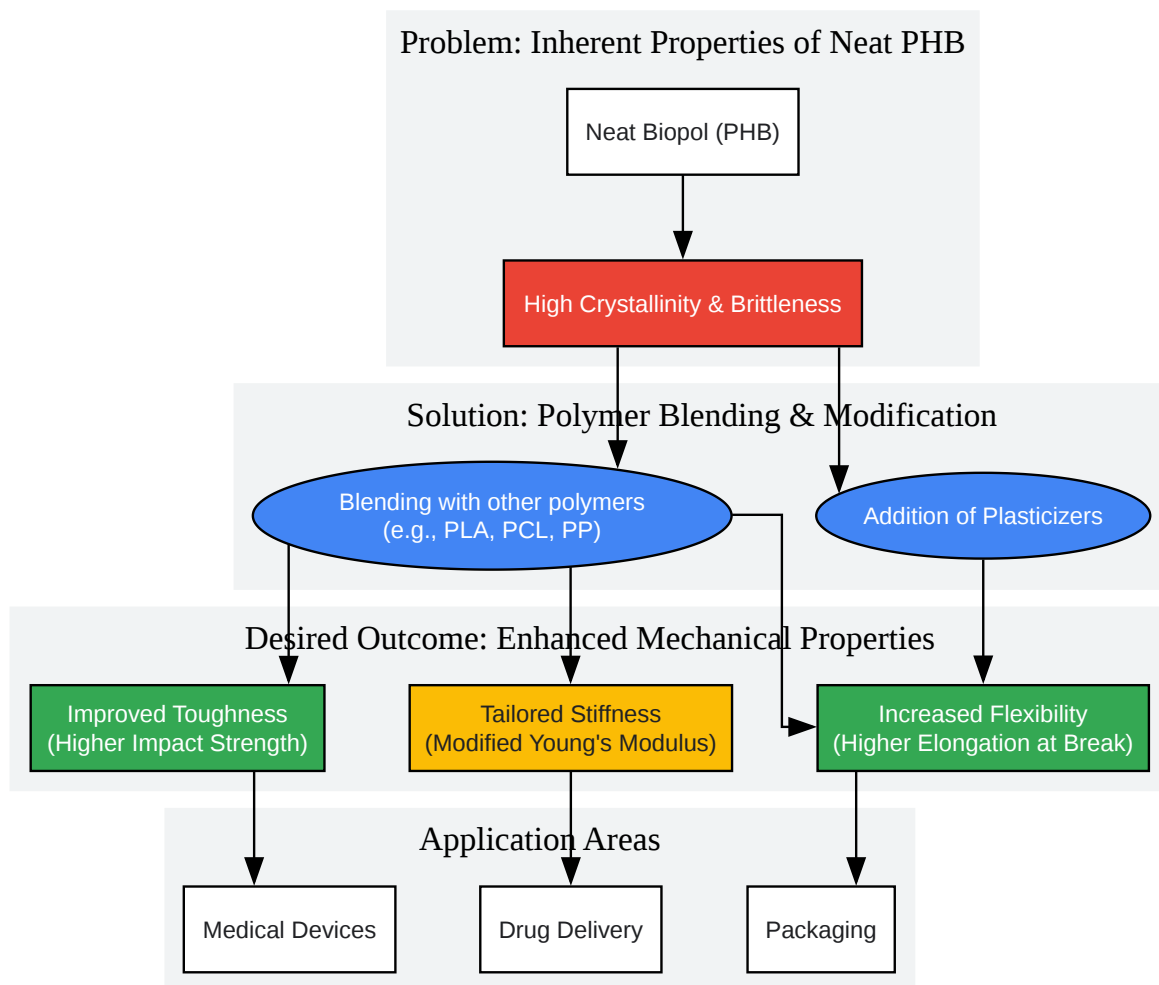 Problem: Inherent Properties of Neat PHB
Neat Biopol (PHB)
High Crystallinity & Brittleness
Solution: Polymer Blending & Modification
Blending with other polymers
(e.g., PLA, PCL, PP)
Addition of Plasticizers
Desired Outcome: Enhanced Mechanical Properties
Improved Toughness
(Higher Impact Strength)
Tailored Stiffness
(Modified Young's Modulus)
Increased Flexibility
(Higher Elongation at Break)
Application Areas
Medical Devices
Drug Delivery
Packaging